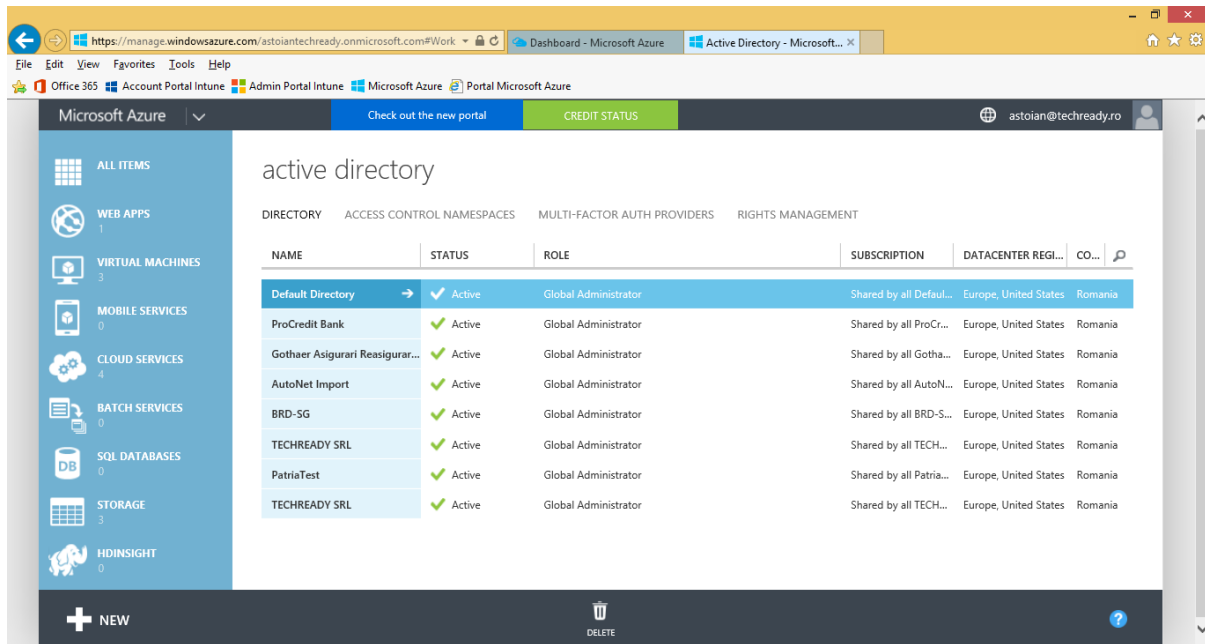 https://manage.windowsazure.com/astoiantechready.onmicrosoft.com#Work
Dashboard - Microsoft Azure
Active Directory - Microsoft...
File Edit View Favorites Tools Help
Office 365 Account Portal Intune Admin Portal Intune Microsoft Azure Portal Microsoft Azure
Microsoft Azure
Check out the new portal
CREDIT STATUS
astoian@techready.ro
ALL ITEMS
WEB APPS
1
VIRTUAL MACHINES
3
MOBILE SERVICES
0
CLOUD SERVICES
4
BATCH SERVICES
0
DB
SQL DATABASES
0
STORAGE
3
HDINSIGHT
0
active directory
DIRECTORY ACCESS CONTROL NAMESPACES MULTI-FACTOR AUTH PROVIDERS RIGHTS MANAGEMENT
NAME STATUS ROLE SUBSCRIPTION DATACENTER REGI... CO...
Default Directory Active Global Administrator Shared by all Defaul... Europe, United States Romania
ProCredit Bank Active Global Administrator Shared by all ProCr... Europe, United States Romania
Gothaer Asigurari Reasigurar... Active Global Administrator Shared by all Gotha... Europe, United States Romania
AutoNet Import Active Global Administrator Shared by all AutoN... Europe, United States Romania
BRD-SG Active Global Administrator Shared by all BRD-S... Europe, United States Romania
TECHREADY SRL Active Global Administrator Shared by all TECH... Europe, United States Romania
PatriaTest Active Global Administrator Shared by all Patria... Europe, United States Romania
TECHREADY SRL Active Global Administrator Shared by all TECH... Europe, United States Romania
NEW
DELETE
?